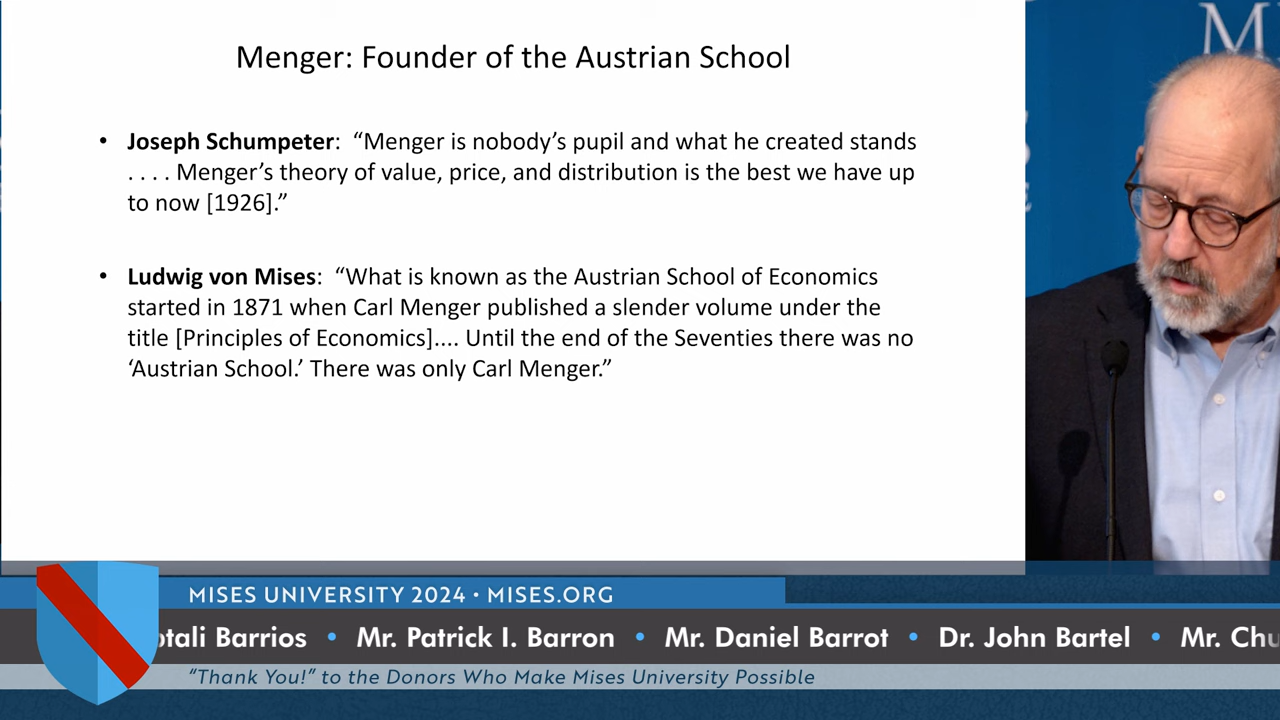 Menger: Founder of the Austrian School
• Joseph Schumpeter: “Menger is nobody’s pupil and what he created stands
. . . . Menger’s theory of value, price, and distribution is the best we have up
to now [1926].”
• Ludwig von Mises: “What is known as the Austrian School of Economics
started in 1871 when Carl Menger published a slender volume under the
title [Principles of Economics].... Until the end of the Seventies there was no
‘Austrian School.’ There was only Carl Menger.”
M
E
MISES UNIVERSITY 2024 • MISES.ORG
Barrios • Mr. Patrick I. Barron • Mr. Daniel Barrot • Dr. John Bartel • Mr.
“Thank You!” to the Donors Who Make Mises University Possible